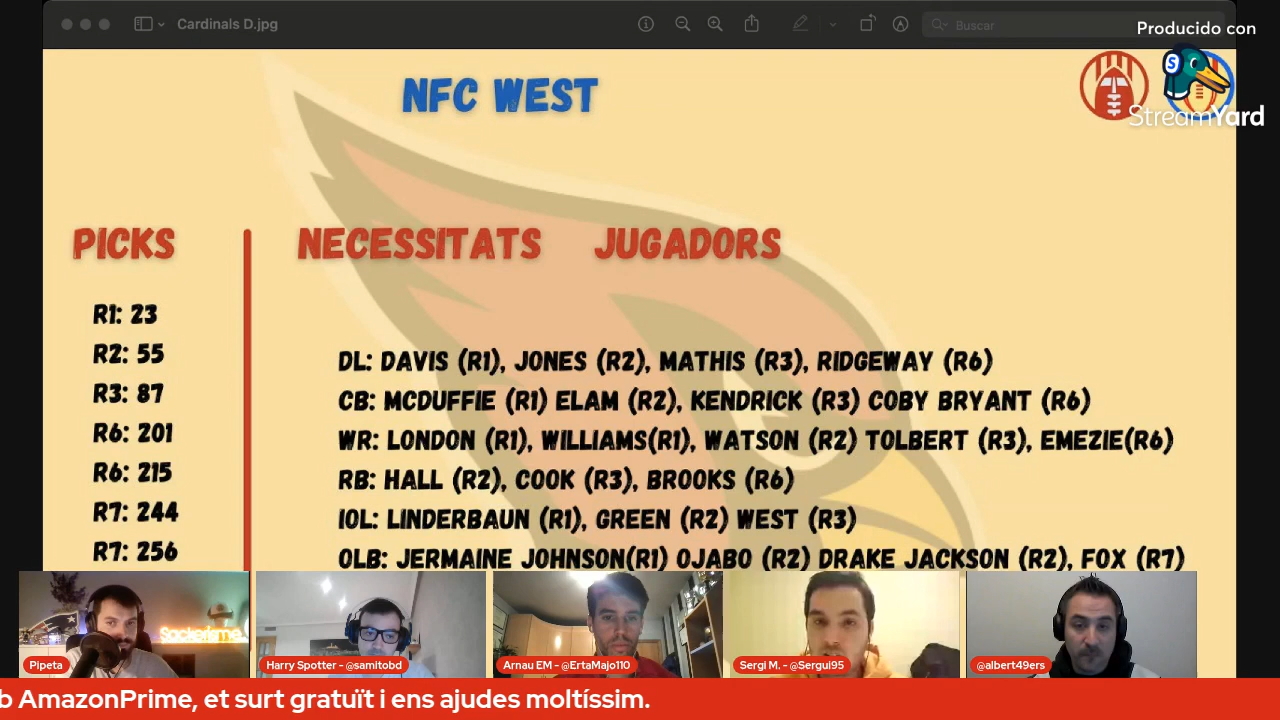 Cardinals D.jpg
Buscar
Producido con
StreamYard
NFC WEST
PICKS
NECESSITATS
JUGADORS
R1: 23
R2: 55
R3: 87
R6: 201
R6: 215
R7: 244
R7: 256
DL: DAVIS (R1), JONES (R2), MATHIS (R3), RIDGEWAY (R6)
CB: MCDUFFIE (R1) ELAM (R2), KENDRICK (R3) COBY BRYANT (R6)
WR: LONDON (R1), WILLIAMS(R1), WATSON (R2) TOLBERT (R3), EMEZIE(R6)
RB: HALL (R2), COOK (R3), BROOKS (R6)
IOL: LINDERBAUN (R1), GREEN (R2) WEST (R3)
OLB: JERMAINE JOHNSON(R1) OJABO (R2) DRAKE JACKSON (R2), FOX (R7)
Sackerisme
Pipeta
Harry Spotter - @samitobd
Arnau EM - @ErtaMajo110
Sergi M. - @Sergui95
@albert49ers
b AmazonPrime, et surt gratuït i ens ajudes moltíssim.